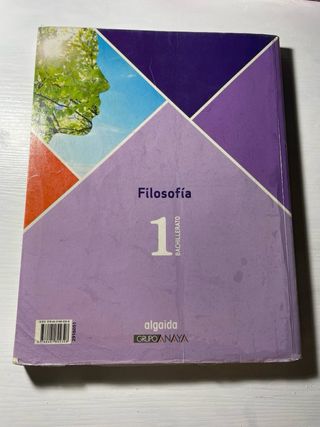 Filosofía
1
BACHILLERATO
algaida
GRUPO ANAYA